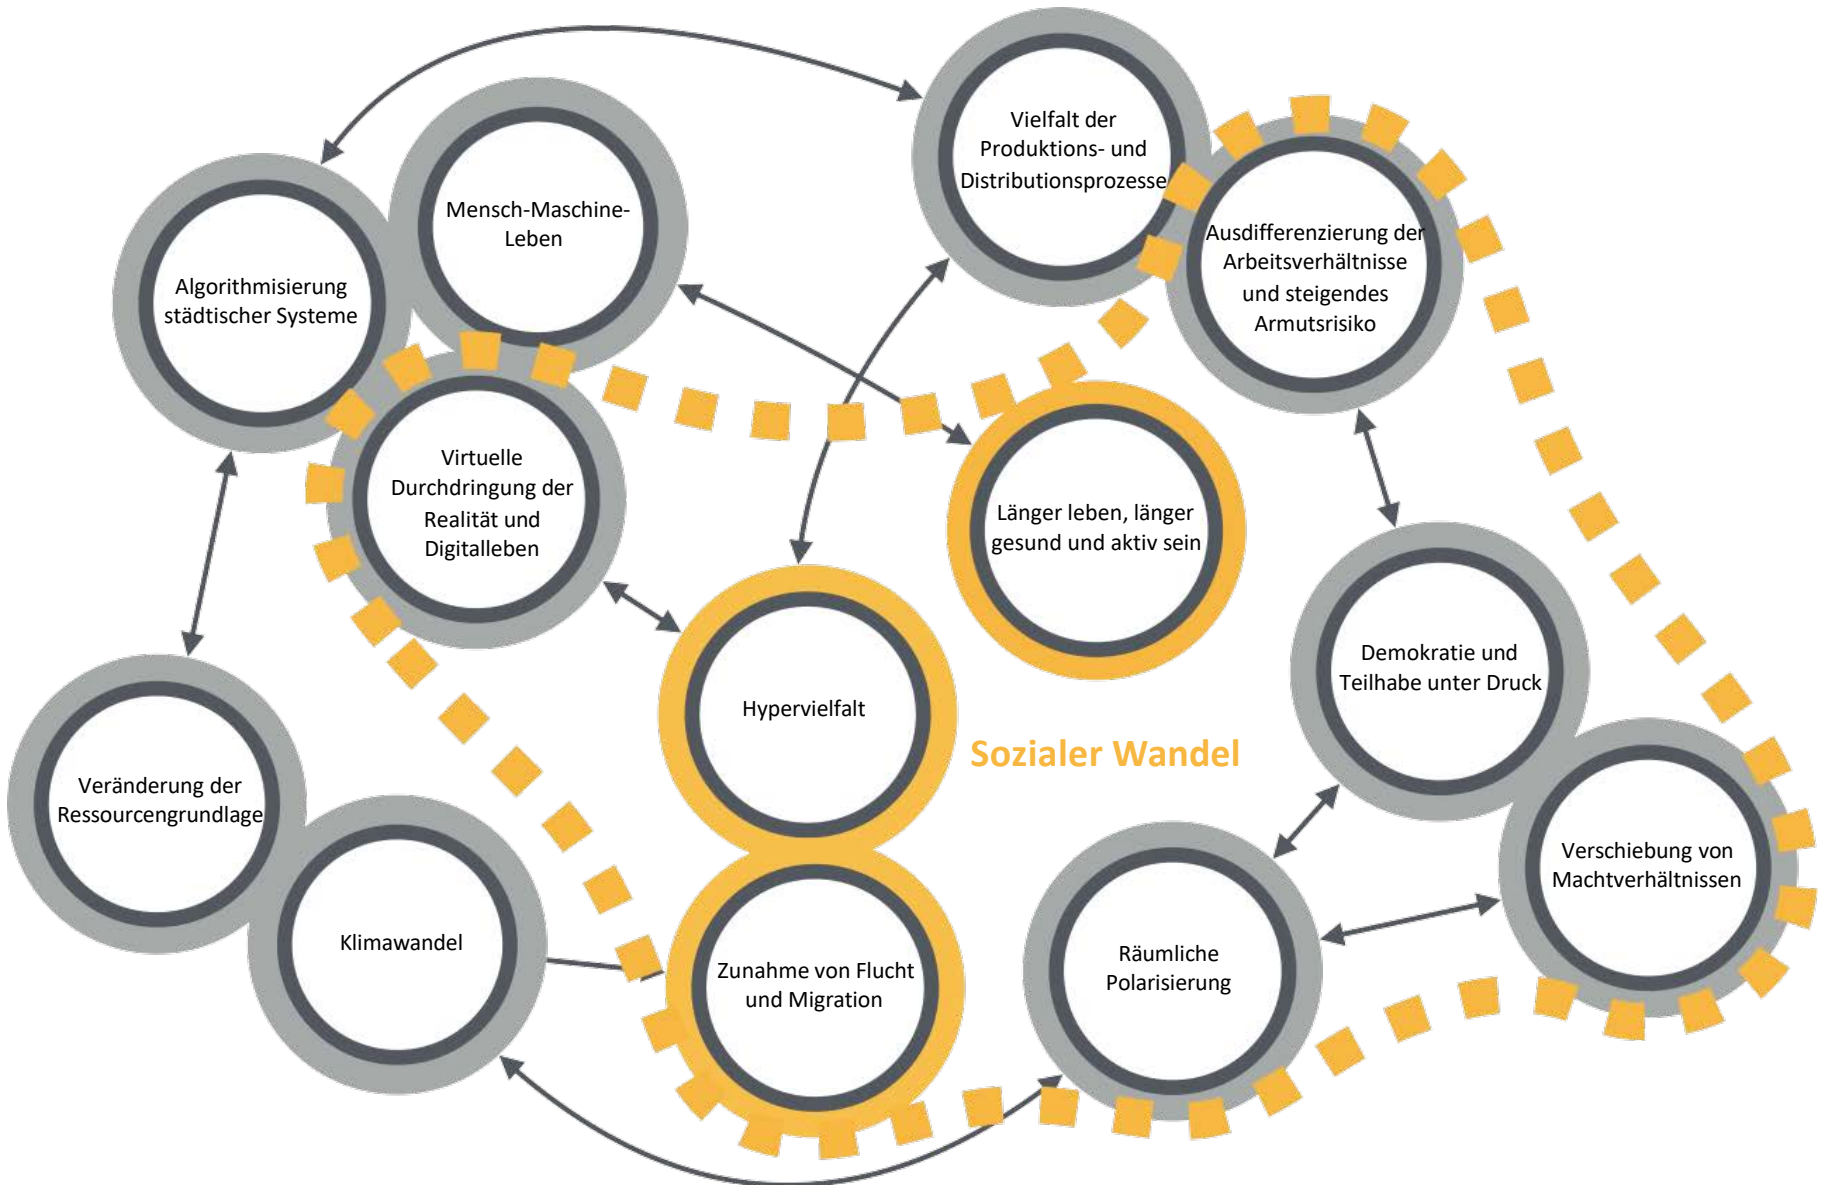 Vielfalt der
Produktions- und
Distributionsprozesse
Mensch-Maschine-
Leben
Ausdifferenzierung der
Arbeitsverhältnisse
und steigendes
Armutsrisiko
Algorithmisierung
städtischer Systeme
Virtuelle
Durchdringung der
Realität und
Digitalleben
Länger leben, länger
gesund und aktiv sein
Demokratie und
Teilhabe unter Druck
Hypervielfalt
Sozialer Wandel
Veränderung der
Ressourcengrundlage
Verschiebung von
Machtverhältnissen
Klimawandel
Zunahme von Flucht
und Migration
Räumliche
Polarisierung